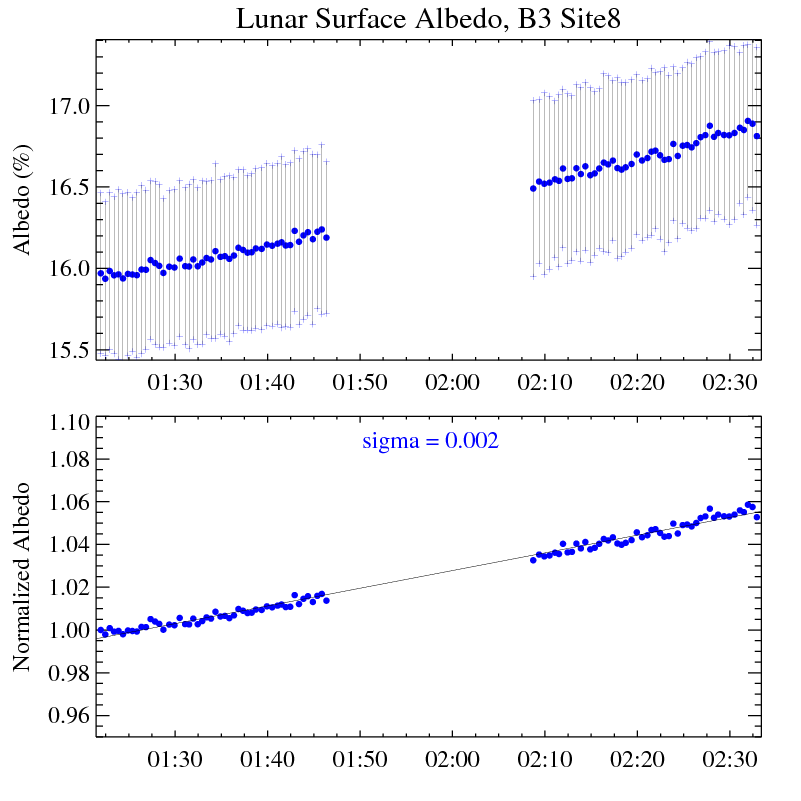 Lunar Surface Albedo, B3 Site8
Albedo (%)
17.0
16.5
16.0
15.5
01:30 01:40 01:50 02:00 02:10 02:20 02:30
Normalized Albedo
1.10
1.08
1.06
1.04
1.02
1.00
0.98
0.96
sigma = 0.002
01:30 01:40 01:50 02:00 02:10 02:20 02:30